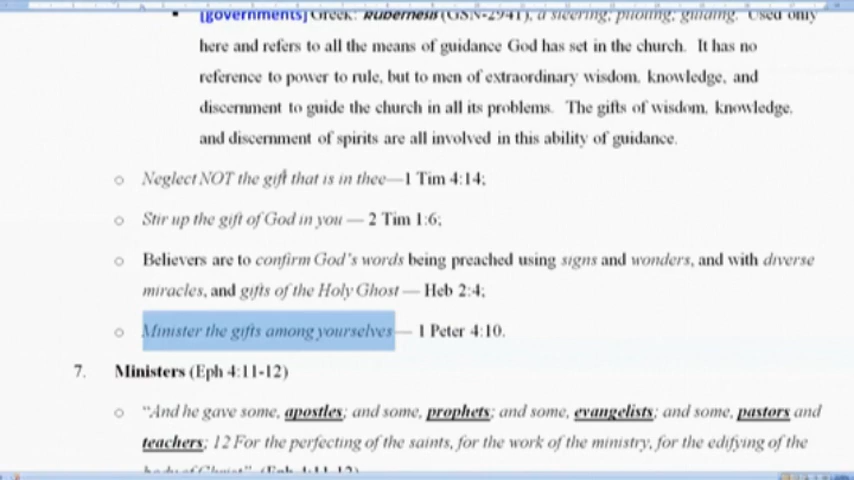 [governments] Greek: kubernesis (GSN-2941), a steering; piloting; guiding. Used only
here and refers to all the means of guidance God has set in the church. It has no
reference to power to rule, but to men of extraordinary wisdom, knowledge, and
discernment to guide the church in all its problems. The gifts of wisdom, knowledge,
and discernment of spirits are all involved in this ability of guidance.
Neglect NOT the gift that is in thee—1 Tim 4:14;
Stir up the gift of God in you — 2 Tim 1:6;
Believers are to confirm God's words being preached using signs and wonders, and with diverse
miracles, and gifts of the Holy Ghost — Heb 2:4;
Minister the gifts among yourselves — 1 Peter 4:10.
7. Ministers (Eph 4:11-12)
"And he gave some, apostles; and some, prophets; and some, evangelists; and some, pastors and
teachers; 12 For the perfecting of the saints, for the work of the ministry, for the edifying of the
body of Christ" (Eph 4:11-12)